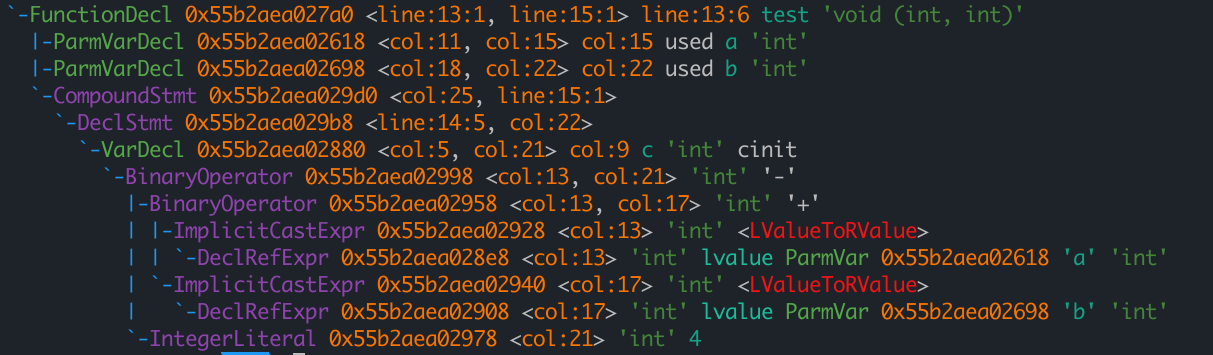 `-FunctionDecl 0x55b2aea027a0 <line:13:1, line:15:1> line:13:6 test 'void (int, int)'
  |-ParmVarDecl 0x55b2aea02618 <col:11, col:15> col:15 used a 'int'
  |-ParmVarDecl 0x55b2aea02698 <col:18, col:22> col:22 used b 'int'
  `-CompoundStmt 0x55b2aea029d0 <col:25, line:15:1>
    `-DeclStmt 0x55b2aea029b8 <line:14:5, col:22>
      `-VarDecl 0x55b2aea02880 <col:5, col:21> col:9 c 'int' cinit
        `-BinaryOperator 0x55b2aea02998 <col:13, col:21> 'int' '-'
          |-BinaryOperator 0x55b2aea02958 <col:13, col:17> 'int' '+'
          | |-ImplicitCastExpr 0x55b2aea02928 <col:13> 'int' <LValueToRValue>
          | | `-DeclRefExpr 0x55b2aea028e8 <col:13> 'int' lvalue ParmVar 0x55b2aea02618 'a' 'int'
          | `-ImplicitCastExpr 0x55b2aea02940 <col:17> 'int' <LValueToRValue>
          |   `-DeclRefExpr 0x55b2aea02908 <col:17> 'int' lvalue ParmVar 0x55b2aea02698 'b' 'int'
          `-IntegerLiteral 0x55b2aea02978 <col:21> 'int' 4